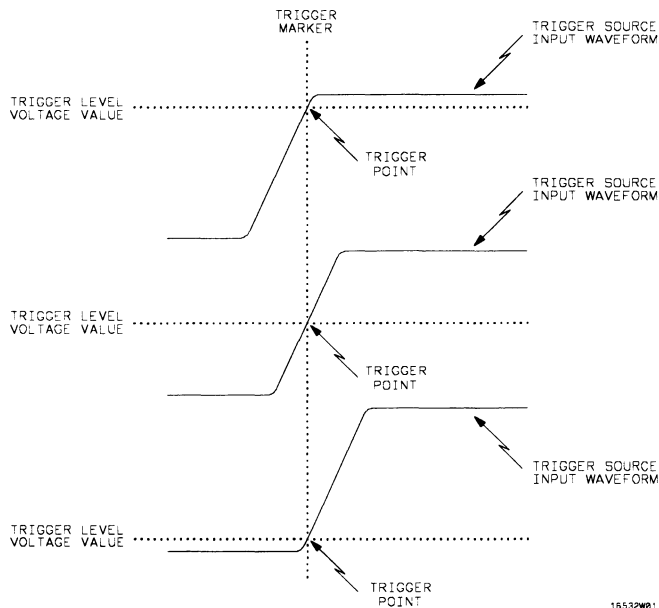 TRIGGER
MARKER
TRIGGER SOURCE
INPUT WAVEFORM
TRIGGER LEVEL
VOLTAGE VALUE
TRIGGER
POINT
TRIGGER SOURCE
INPUT WAVEFORM
TRIGGER LEVEL
VOLTAGE VALUE
TRIGGER
POINT
TRIGGER SOURCE
INPUT WAVEFORM
TRIGGER LEVEL
VOLTAGE VALUE
TRIGGER
POINT
16532W01